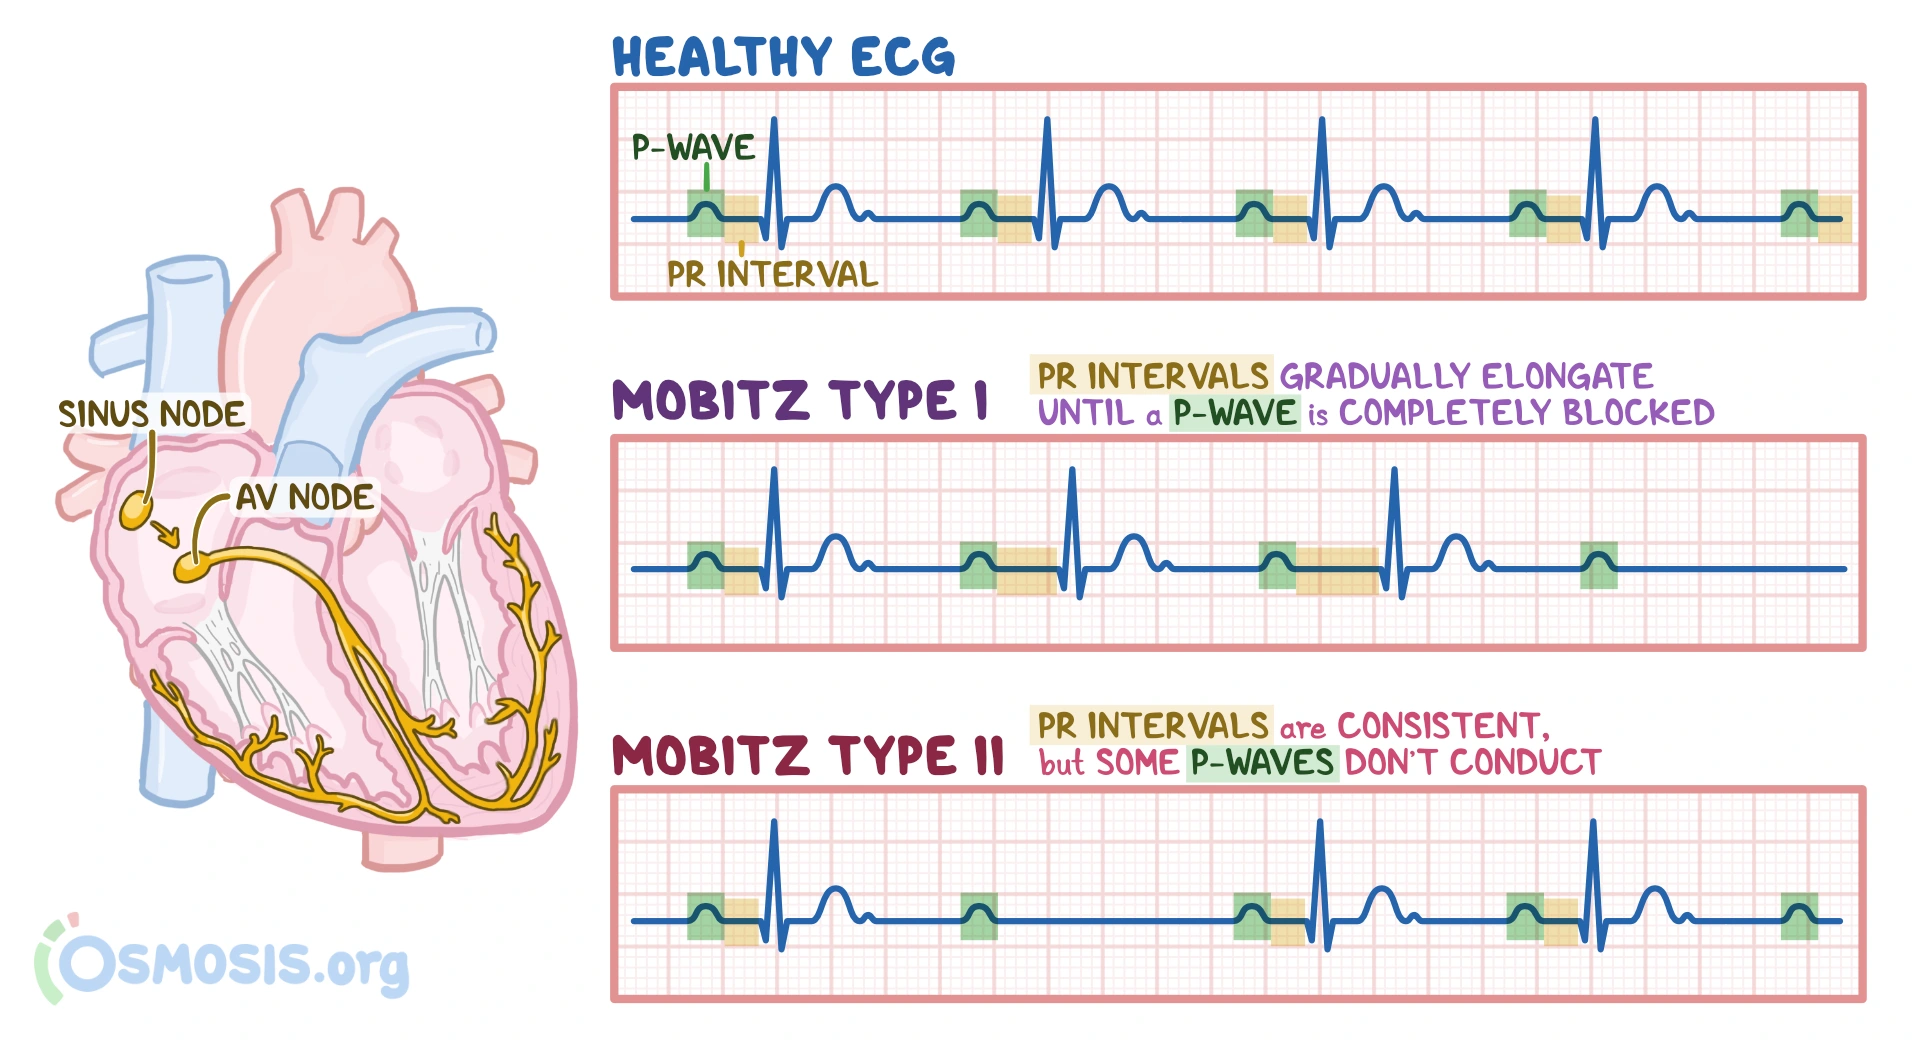 HEALTHY ECG
P-WAVE
PR INTERVAL
SINUS NODE
AV NODE
MOBITZ TYPE I
PR INTERVALS GRADUALLY ELONGATE
UNTIL a P-WAVE is COMPLETELY BLOCKED
MOBITZ TYPE II
PR INTERVALS are CONSISTENT,
but SOME P-WAVES DON'T CONDUCT
OSMOSIS.org